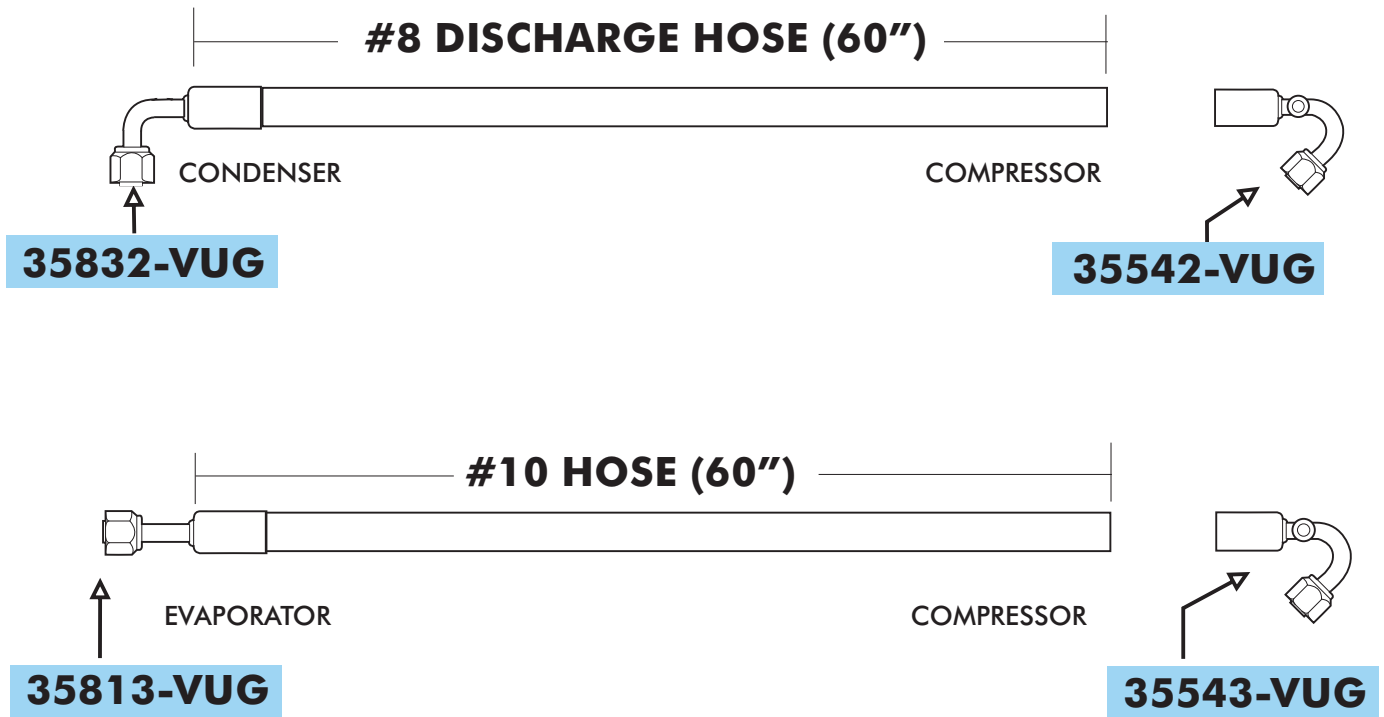 #8 DISCHARGE HOSE (60")
CONDENSER
COMPRESSOR
35832-VUG
35542-VUG
#10 HOSE (60")
EVAPORATOR
COMPRESSOR
35813-VUG
35543-VUG